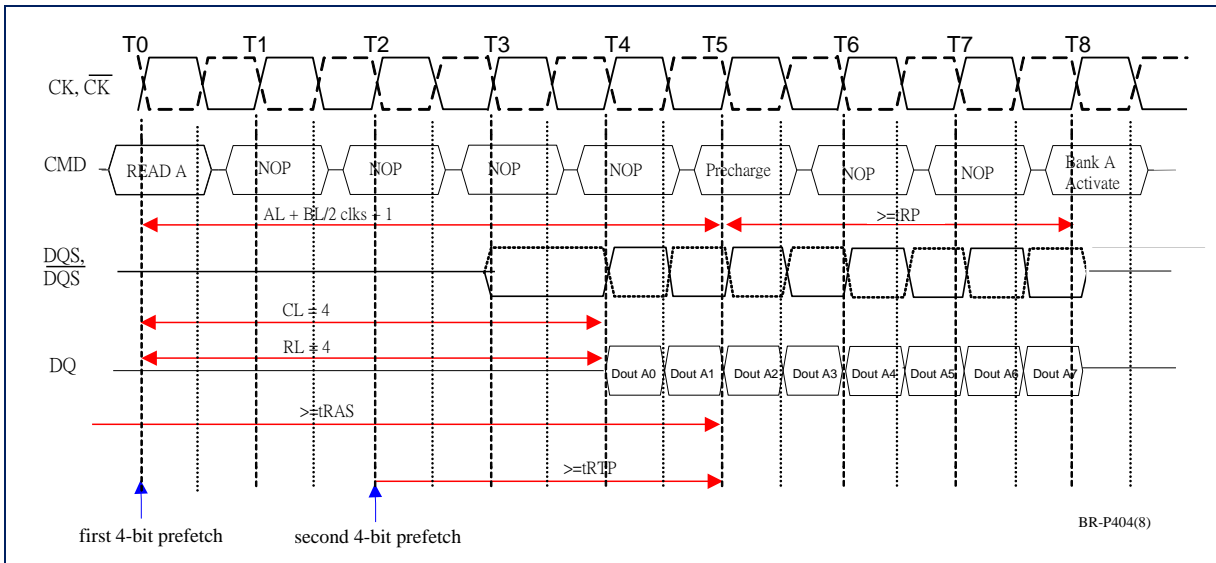 T0 T1 T2 T3 T4 T5 T6 T7 T8
CK, CK
CMD READ A NOP NOP NOP NOP Precharge NOP NOP Bank A
Activate
AL + BL/2 clks + 1 >=tRP
DQS,
DQS
CL = 4
RL = 4
DQ Dout A0 Dout A1 Dout A2 Dout A3 Dout A4 Dout A5 Dout A6 Dout A7
>=tRAS
>=tRTP
first 4-bit prefetch second 4-bit prefetch
BR-P404(8)